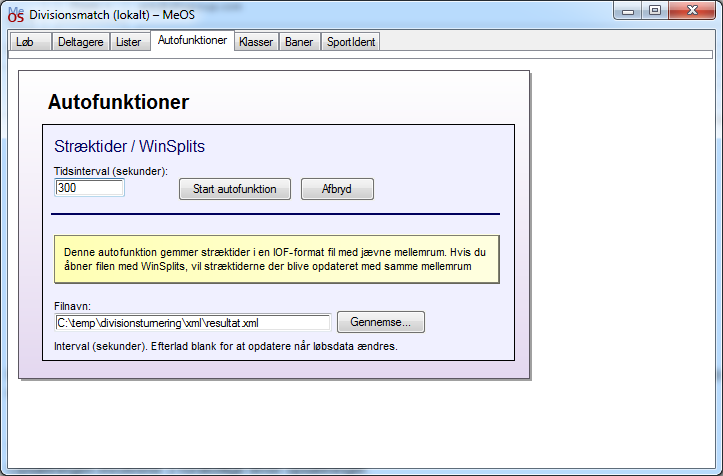 Divisionsmatch (lokalt) – MeOS
Løb Deltagere Lister Autofunktioner Klasser Baner SportIdent
Autofunktioner
Stræktider / WinSplits
Tidsinterval (sekunder):
300 Start autofunktion Afbryd
Denne autofunktion gemmer stræktider i en IOF-format fil med jævne mellemrum. Hvis du
åbner filen med WinSplits, vil stræktiderne der blive opdateret med samme mellemrum
Filnavn:
C:\temp\divisionsturnering\xml\resultat.xml Gennemse...
Interval (sekunder). Efterlad blank for at opdatere når løbsdata ændres.